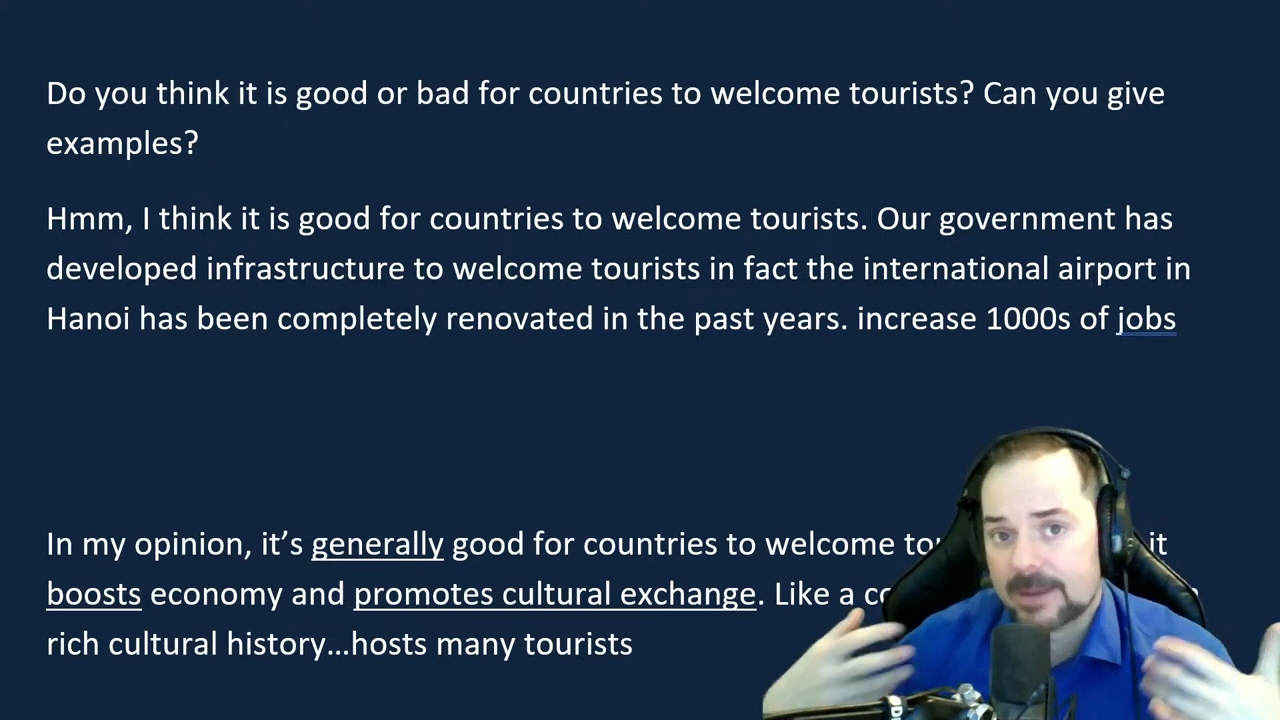 Do you think it is good or bad for countries to welcome tourists? Can you give
examples?
Hmm, I think it is good for countries to welcome tourists. Our government has
developed infrastructure to welcome tourists in fact the international airport in
Hanoi has been completely renovated in the past years. increase 1000s of jobs
In my opinion, it’s generally good for countries to welcome it
boosts economy and promotes cultural exchange. Like a
rich cultural history…hosts many tourists